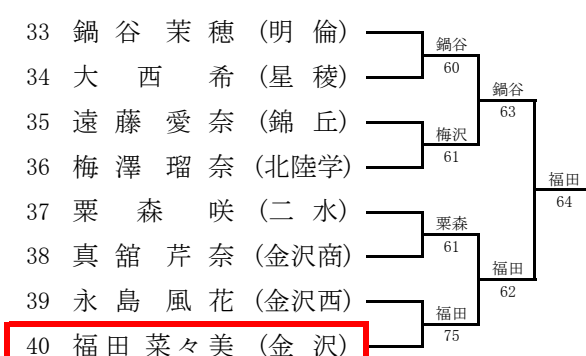 33 鍋谷 茉穂 (明 倫)
34 大西 希 (星 稜)
35 遠藤 愛奈 (錦 丘)
36 梅澤 瑠奈 (北陸学)
37 栗森 咲 (二 水)
38 真舘 芹奈 (金沢商)
39 永島 風花 (金沢西)
40 福田 菜々美 (金 沢)
鍋谷
60
梅沢
61
栗森
61
福田
75
鍋谷
63
福田
62
福田
64